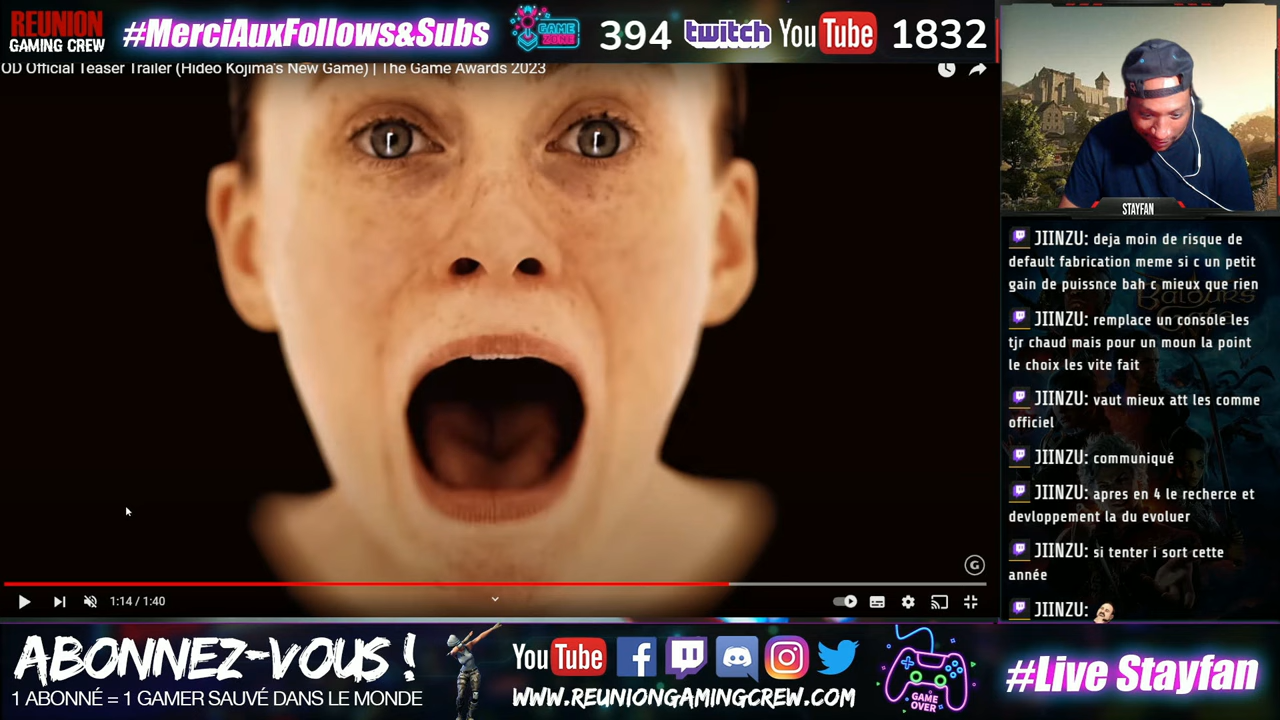 REUNION
GAMING CREW
#MerciAuxFollows&Subs
GAME
394
twitch
YouTube
1832
OD Official Teaser Trailer (Hideo Kojima's New Game) | The Game Awards 2023
STAYFAN
JIINZU: deja moin de risque de
default fabrication meme si c un petit
gain de puissnce bah c mieux que rien
JIINZU: remplace un console les
tjr chaud mais pour un moun la point
le choix les vite fait
JIINZU: vaut mieux att les comme
officiel
JIINZU: communiqué
JIINZU: apres en 4 le recherce et
devloppement la du evoluer
JIINZU: si tenter i sort cette
année
JIINZU:
G
1:14 / 1:40
ABONNEZ-VOUS !
1 ABONNÉ = 1 GAMER SAUVÉ DANS LE MONDE
YouTube
WWW.REUNIONGAMINGCREW.COM
GAME
OVER
#Live Stayfan